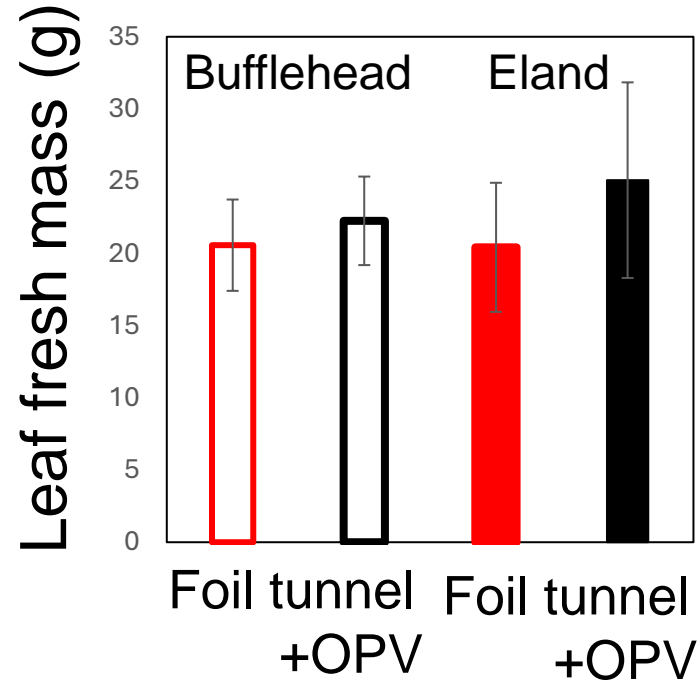 Leaf fresh mass (g)
35
30
25
20
15
10
5
0
Bufflehead
Eland
Foil tunnel
+OPV
Foil tunnel
+OPV